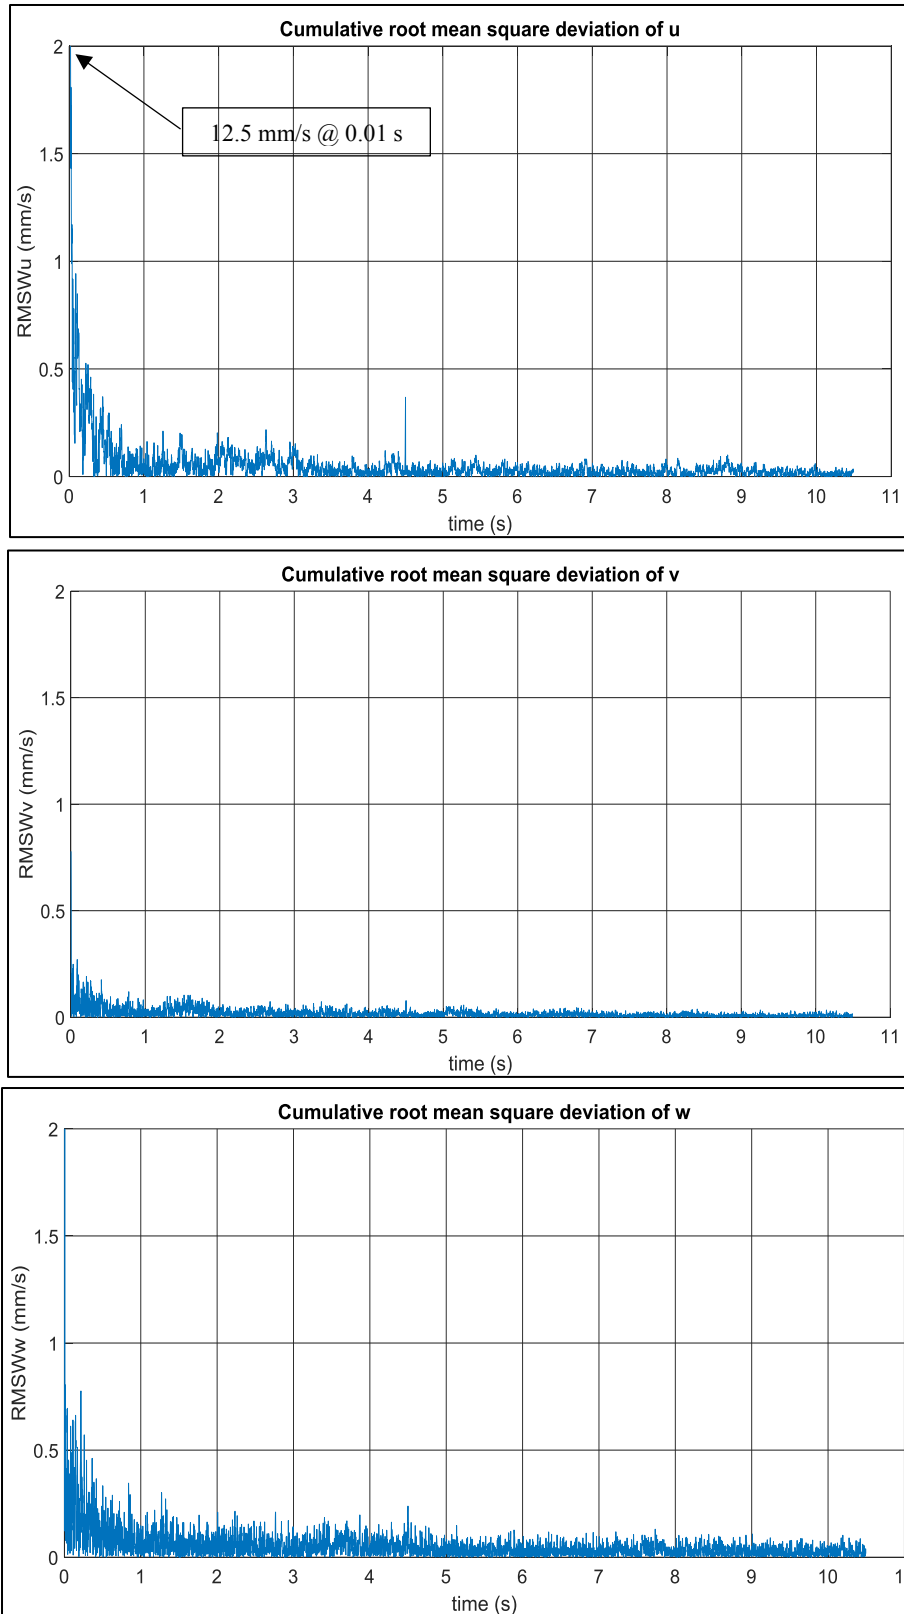 Cumulative root mean square deviation of u
2
12.5 mm/s @ 0.01 s
1.5
1
0.5
0
RMSWu (mm/s)
0 1 2 3 4 5 6 7 8 9 10 11
time (s)
Cumulative root mean square deviation of v
2
1.5
1
0.5
0
RMSWv (mm/s)
0 1 2 3 4 5 6 7 8 9 10 11
time (s)
Cumulative root mean square deviation of w
2
1.5
1
0.5
0
RMSWw (mm/s)
0 1 2 3 4 5 6 7 8 9 10 1
time (s)